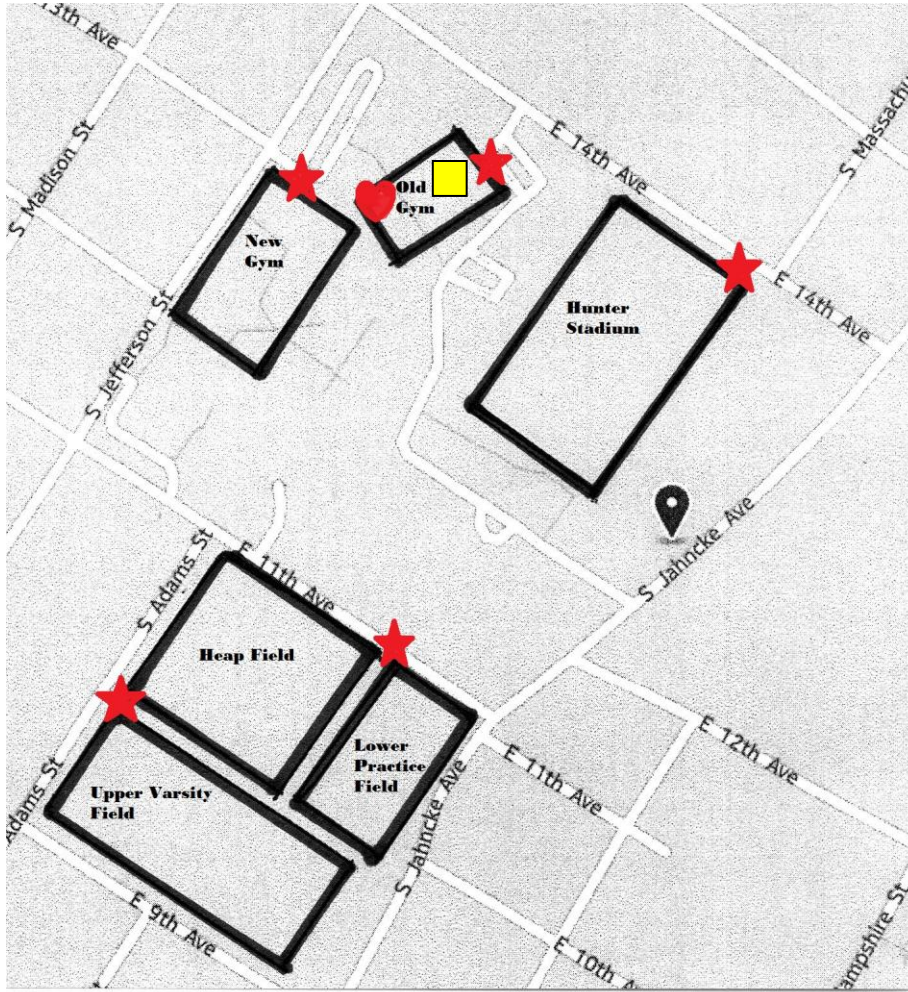 13th Ave
S Madison St
E 14th Ave
S Massachu
Old
Gym
New
Gym
E 14th Ave
Hunter
Stadium
S Jefferson St
S Jahncke Ave
S Adams St
E 11th Ave
Heap Field
Lower
Practice
Field
E 12th Ave
E 11th Ave
Adams St
Upper Varsity
Field
S Jahncke Ave
E 9th Ave
E 10th Ave
ampshire St